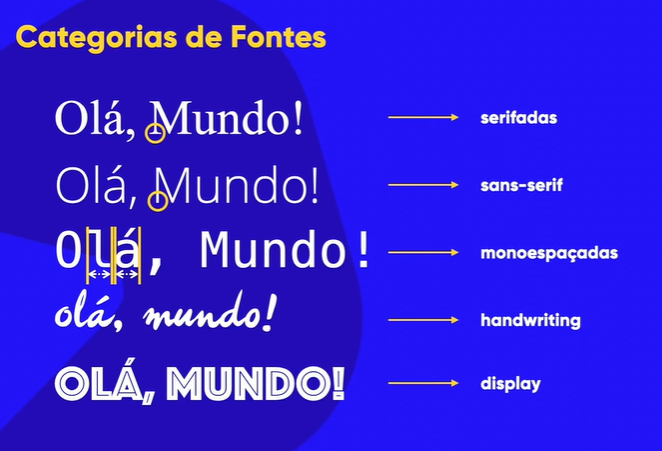 Categorias de Fontes
Olá, Mundo! serifadas
Olá, Mundo! sans-serif
Olá, Mundo! monoespaçadas
olá, mundo! handwriting
OLÁ, MUNDO! display